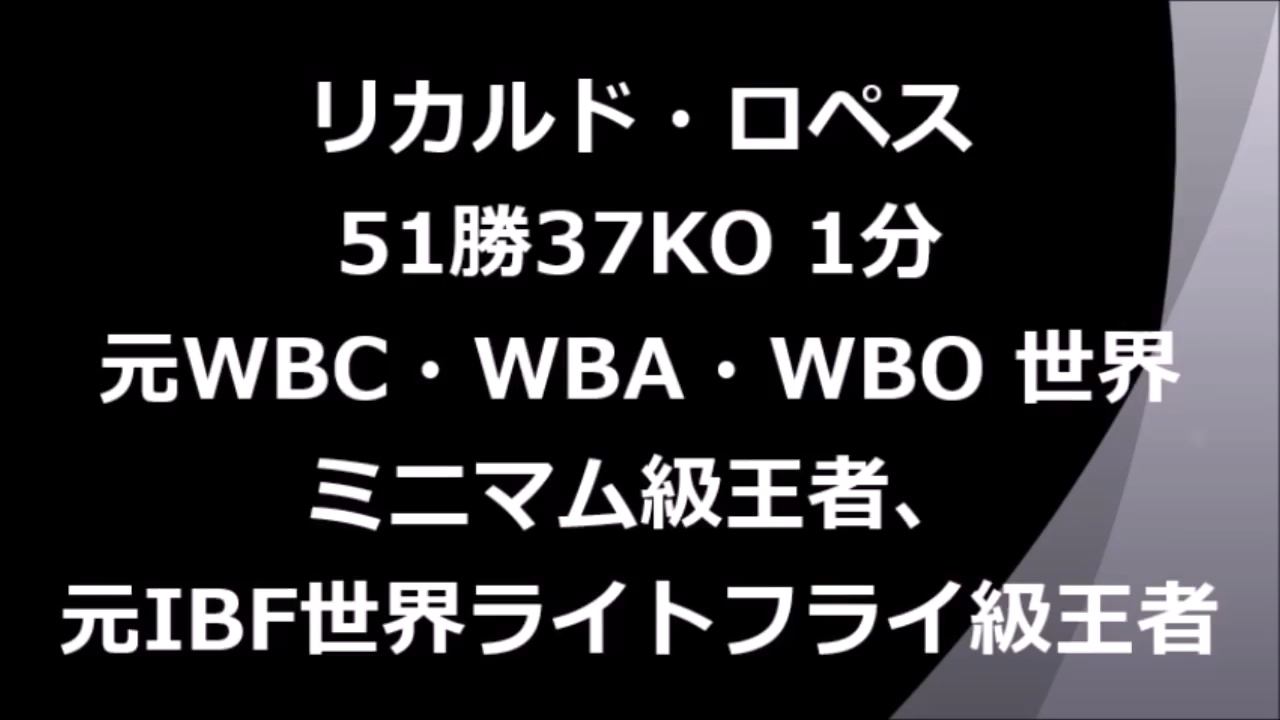 リカルド・ロペス
51勝37KO 1分
元WBC・WBA・WBO 世界
ミニマム級王者、
元IBF世界ライトフライ級王者